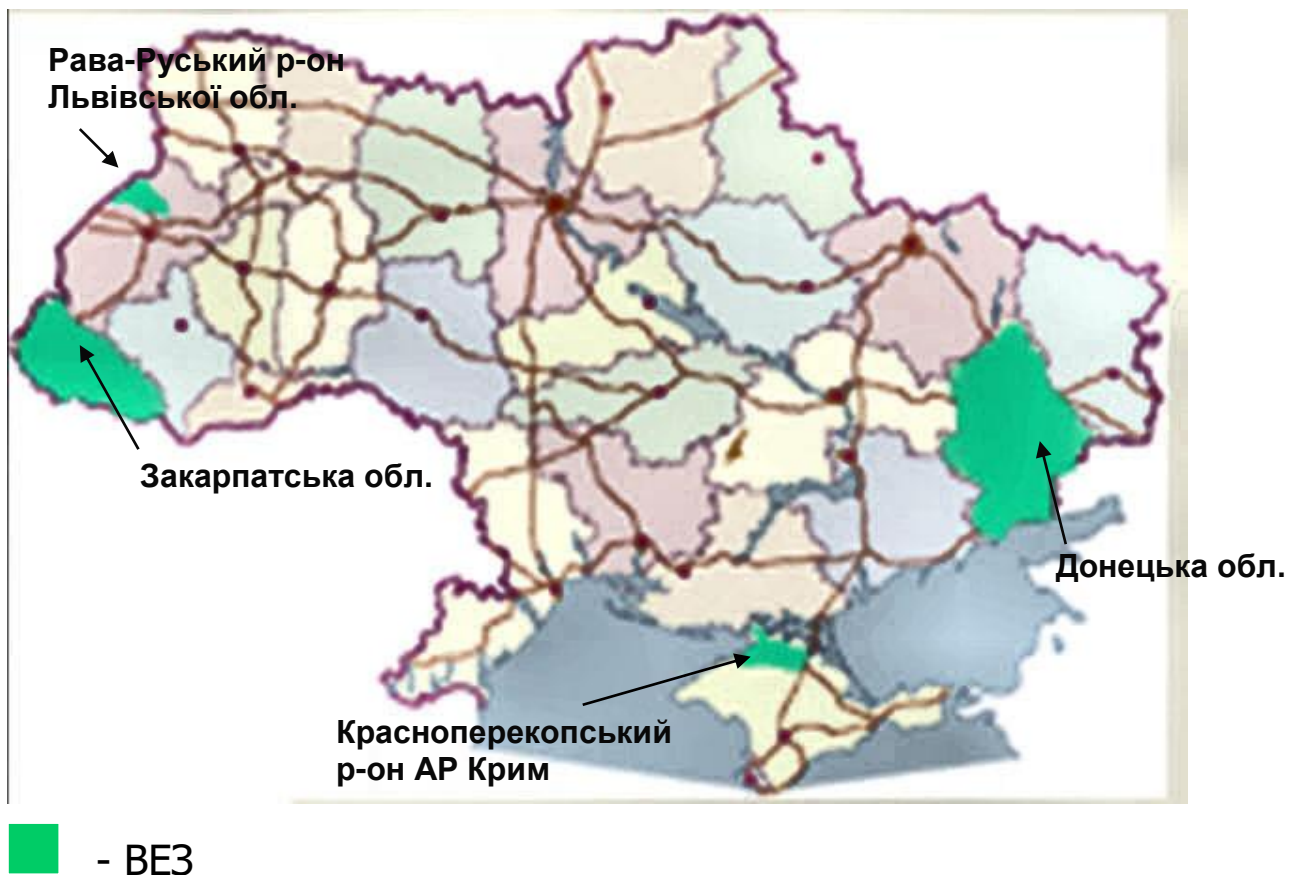 Рава-Руський р-он
Львівської обл.
Закарпатська обл.
Донецька обл.
Красноперекопський
р-он АР Крим
- ВЕЗ